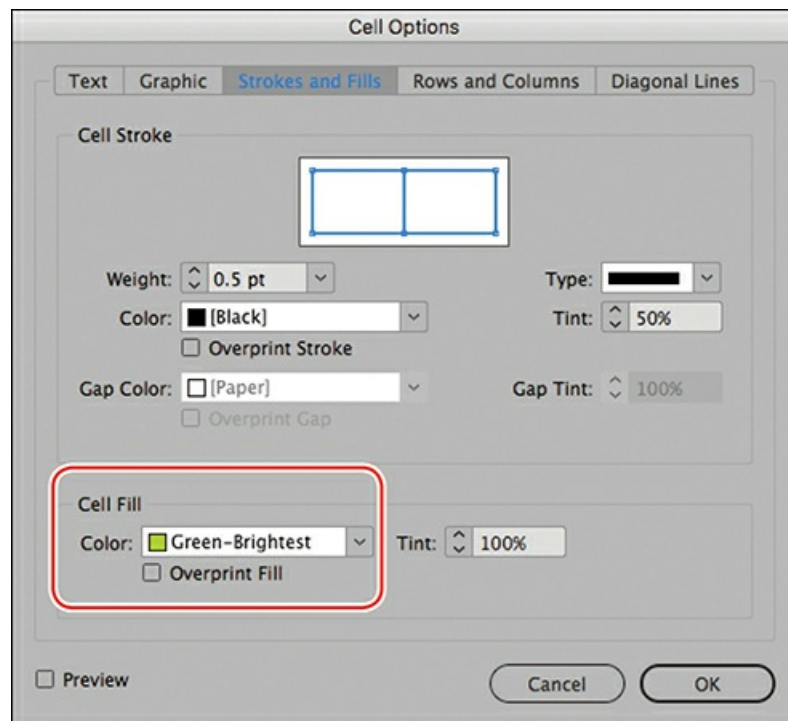 Cell Options
Text Graphic Strokes and Fills Rows and Columns Diagonal Lines
Cell Stroke
Weight: 0.5 pt Type:
Color: [Black] Tint: 50%
Overprint Stroke
Gap Color: [Paper] Gap Tint: 100%
Overprint Gap
Cell Fill
Color: Green-Brightest Tint: 100%
Overprint Fill
Preview Cancel OK